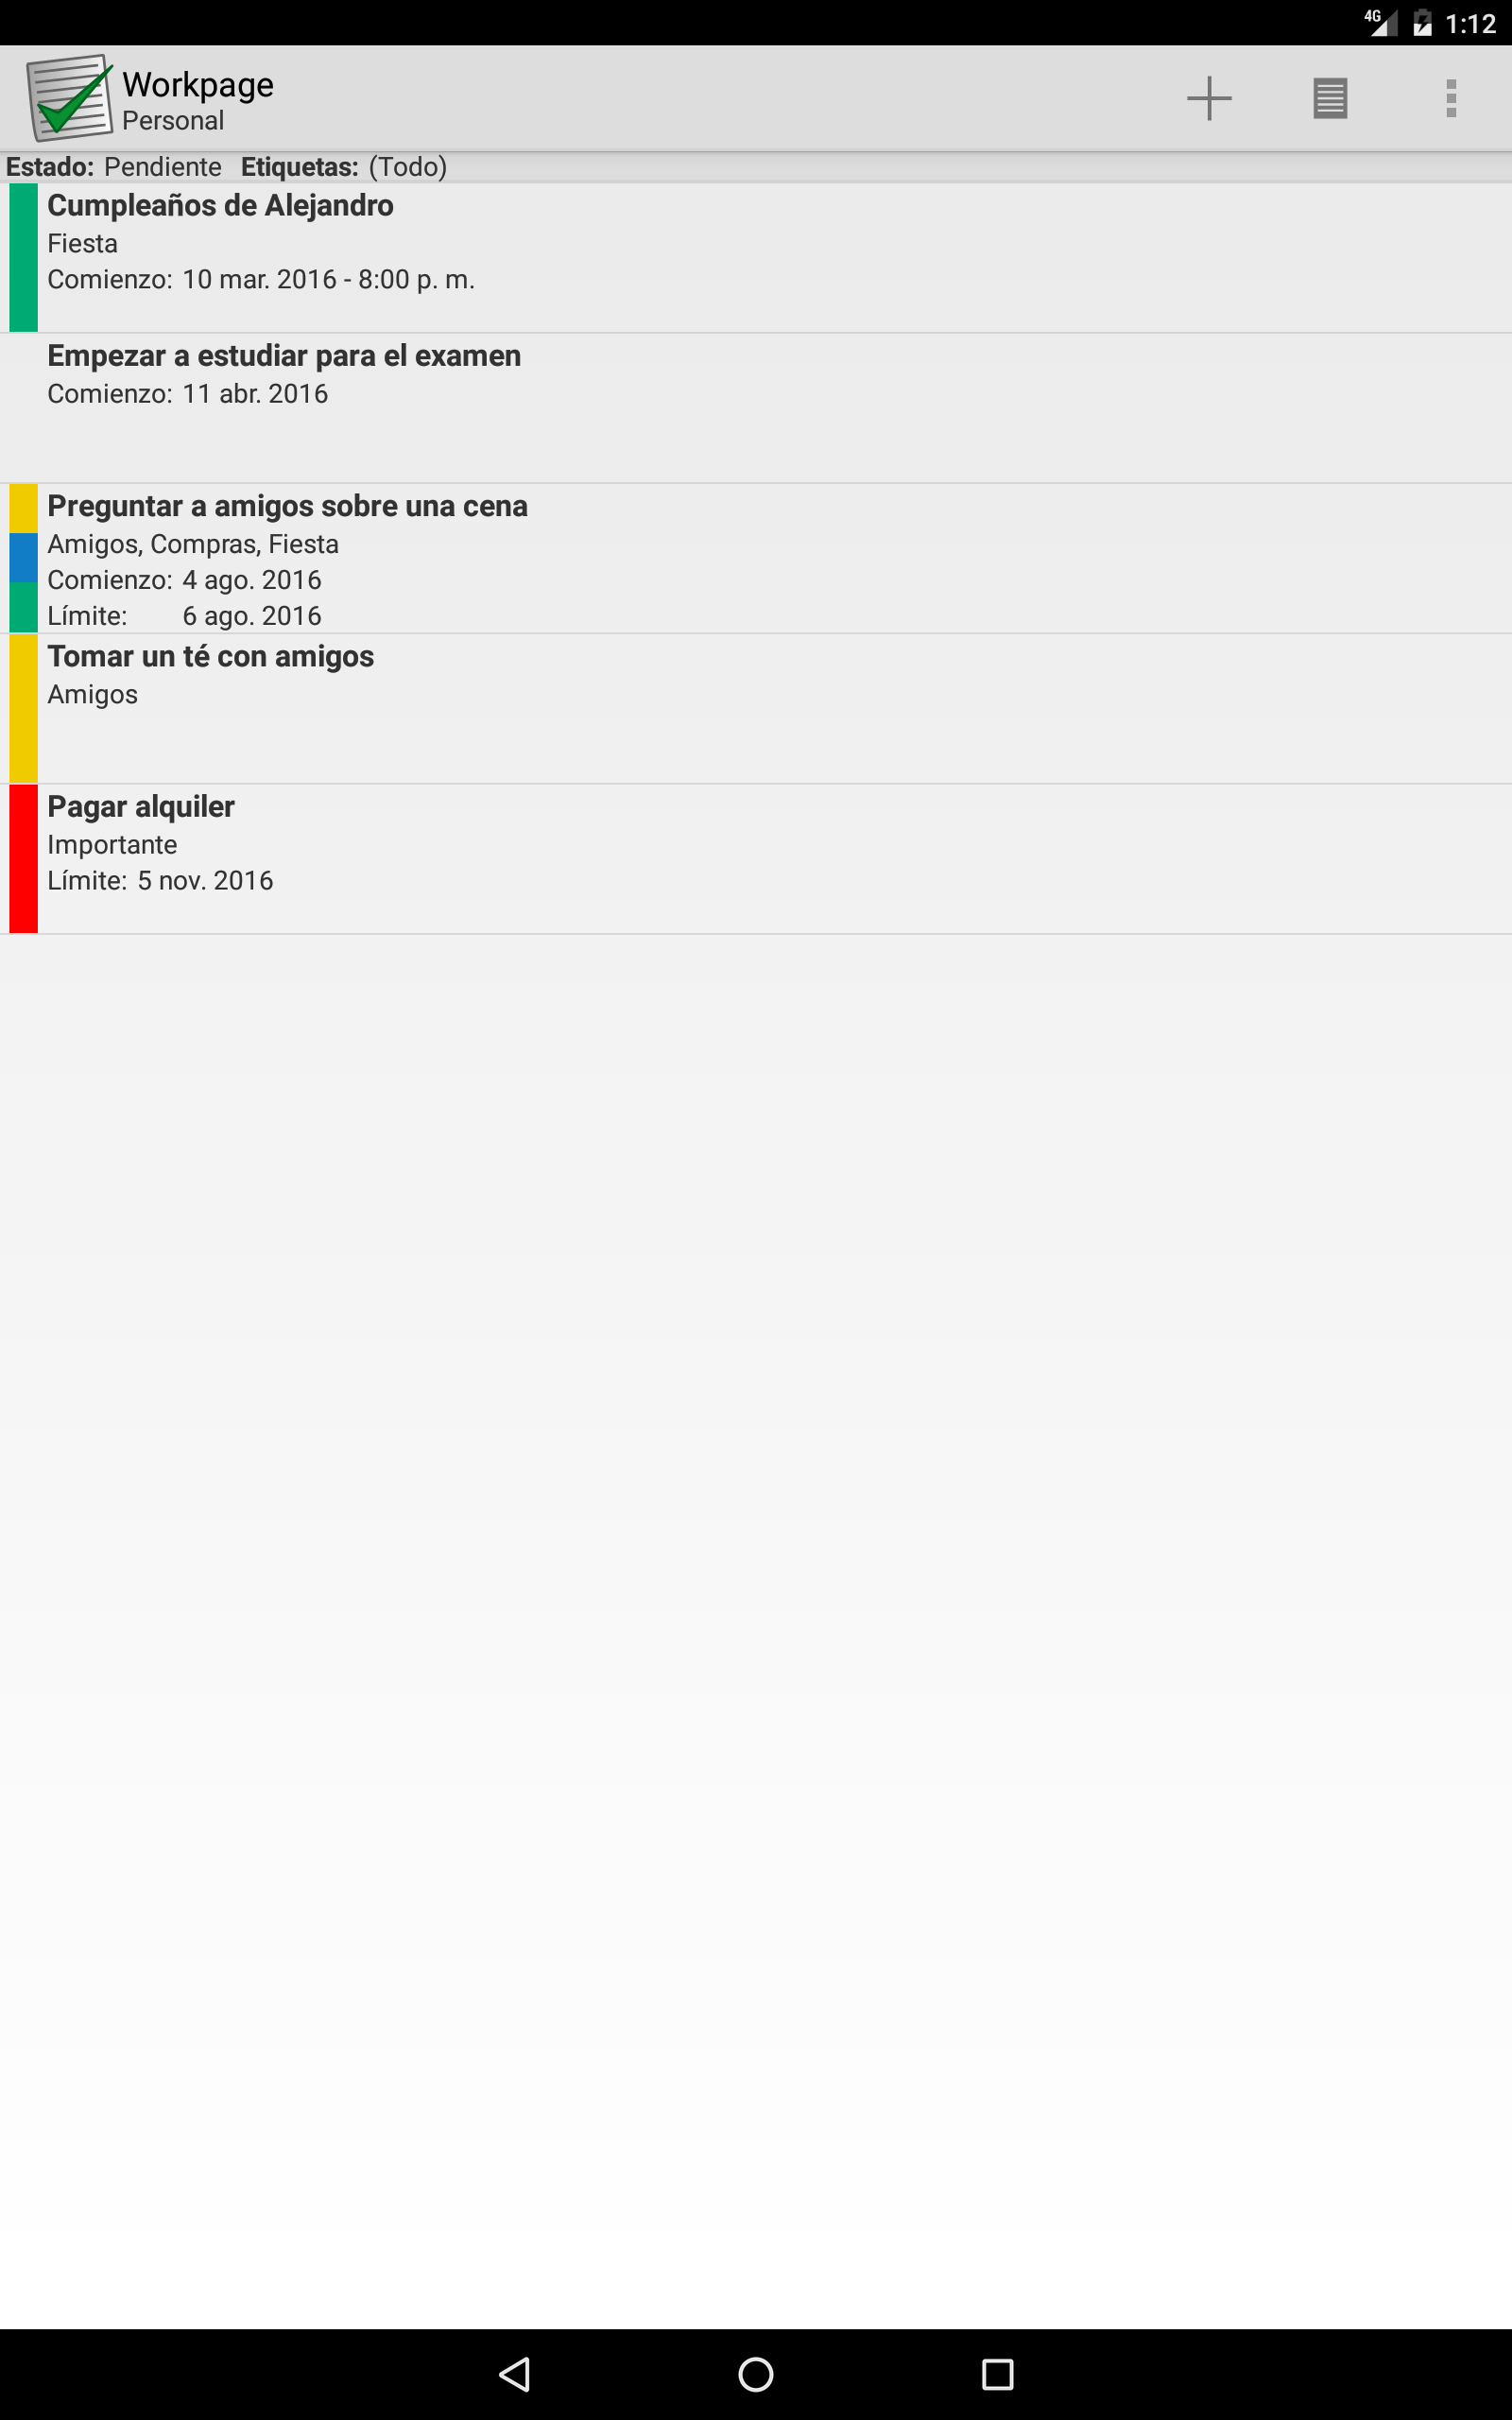 4G 1:12
Workpage
Personal
Estado: Pendiente Etiquetas: (Todo)
Cumpleaños de Alejandro
Fiesta
Comienzo: 10 mar. 2016 - 8:00 p. m.
Empezar a estudiar para el examen
Comienzo: 11 abr. 2016
Preguntar a amigos sobre una cena
Amigos, Compras, Fiesta
Comienzo: 4 ago. 2016
Límite: 6 ago. 2016
Tomar un té con amigos
Amigos
Pagar alquiler
Importante
Límite: 5 nov. 2016